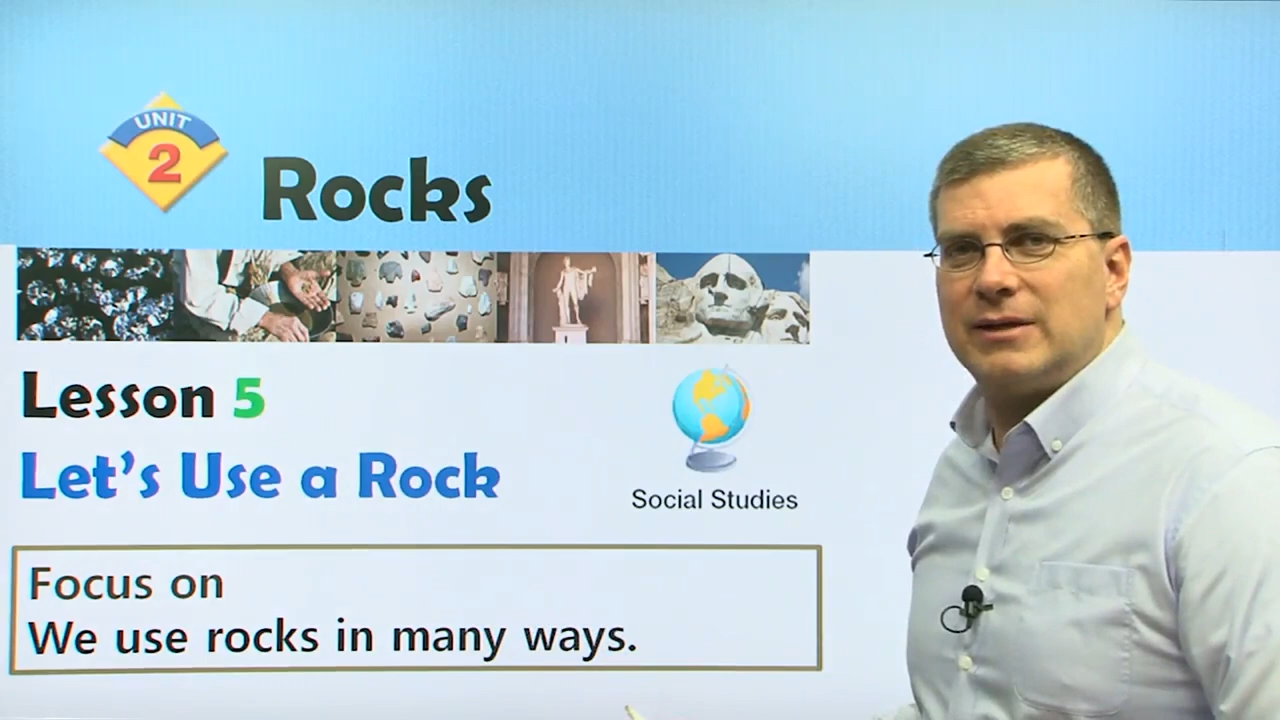 UNIT
2
Rocks
Lesson 5
Let's Use a Rock
Social Studies
Focus on
We use rocks in many ways.